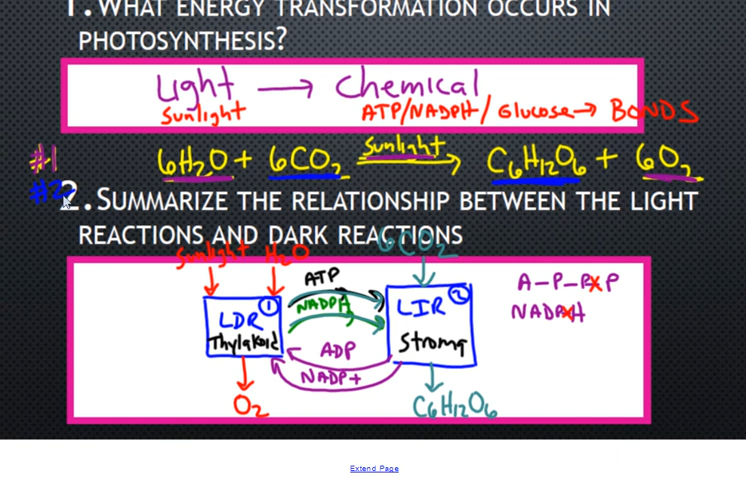 1. WHAT ENERGY TRANSFORMATION OCCURS IN
PHOTOSYNTHESIS?
Light → Chemical
Sunlight ATP/NADPH/Glucose → BONDS
#1 6H₂O + 6CO₂ Sunlight → C₆H₁₂O₆ + 6O₂
#2
2. SUMMARIZE THE RELATIONSHIP BETWEEN THE LIGHT
REACTIONS AND DARK REACTIONS
Sunlight H₂O 6CO₂
ATP A-P-P×P
NADPH NADP×H
LDR ① LIR ②
Thylakoid Stroma
ADP
NADP+
O₂ C₆H₁₂O₆
Extend Page